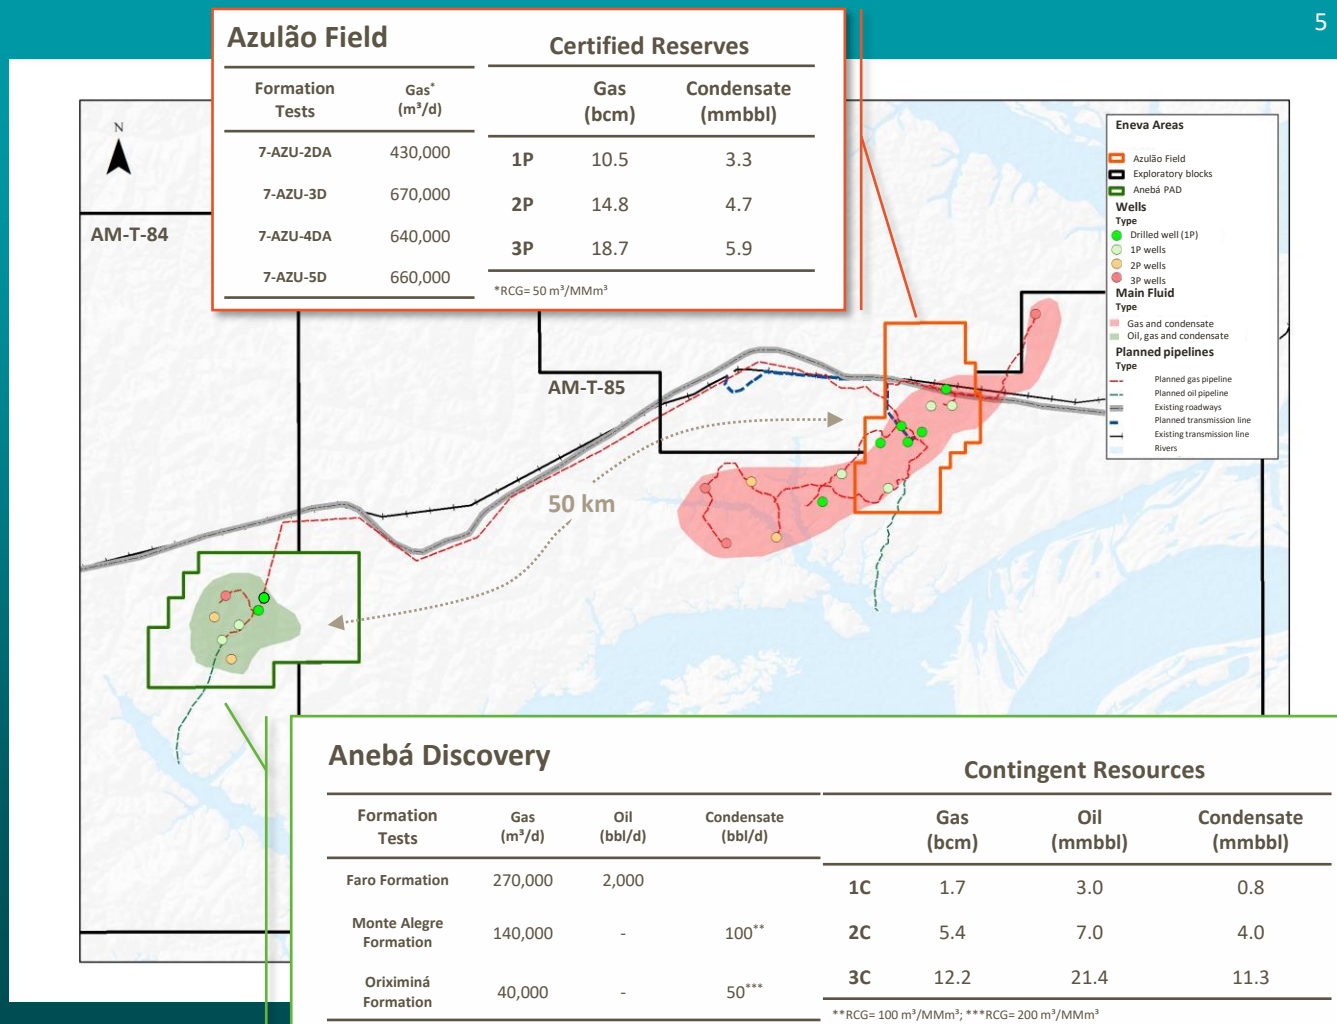 5
Azulão Field
Certified Reserves
Formation Tests
Gas* (m³/d)
7-AZU-2DA 430,000
7-AZU-3D 670,000
7-AZU-4DA 640,000
7-AZU-5D 660,000
Gas (bcm)
Condensate (mmbbl)
1P 10.5 3.3
2P 14.8 4.7
3P 18.7 5.9
*RCG= 50 m³/MMm³
N
AM-T-84
AM-T-85
50 km
Eneva Areas
Azulão Field
Exploratory blocks
Anebá PAD
Wells
Type
Drilled well (1P)
1P wells
2P wells
3P wells
Main Fluid
Type
Gas and condensate
Oil, gas and condensate
Planned pipelines
Type
Planned gas pipeline
Planned oil pipeline
Existing roadways
Planned transmission line
Existing transmission line
Rivers
Anebá Discovery
Contingent Resources
Formation Tests
Gas (m³/d)
Oil (bbl/d)
Condensate (bbl/d)
Faro Formation 270,000 2,000
Monte Alegre Formation 140,000 - 100**
Oriximiná Formation 40,000 - 50***
Gas (bcm)
Oil (mmbbl)
Condensate (mmbbl)
1C 1.7 3.0 0.8
2C 5.4 7.0 4.0
3C 12.2 21.4 11.3
**RCG= 100 m³/MMm³; ***RCG= 200 m³/MMm³